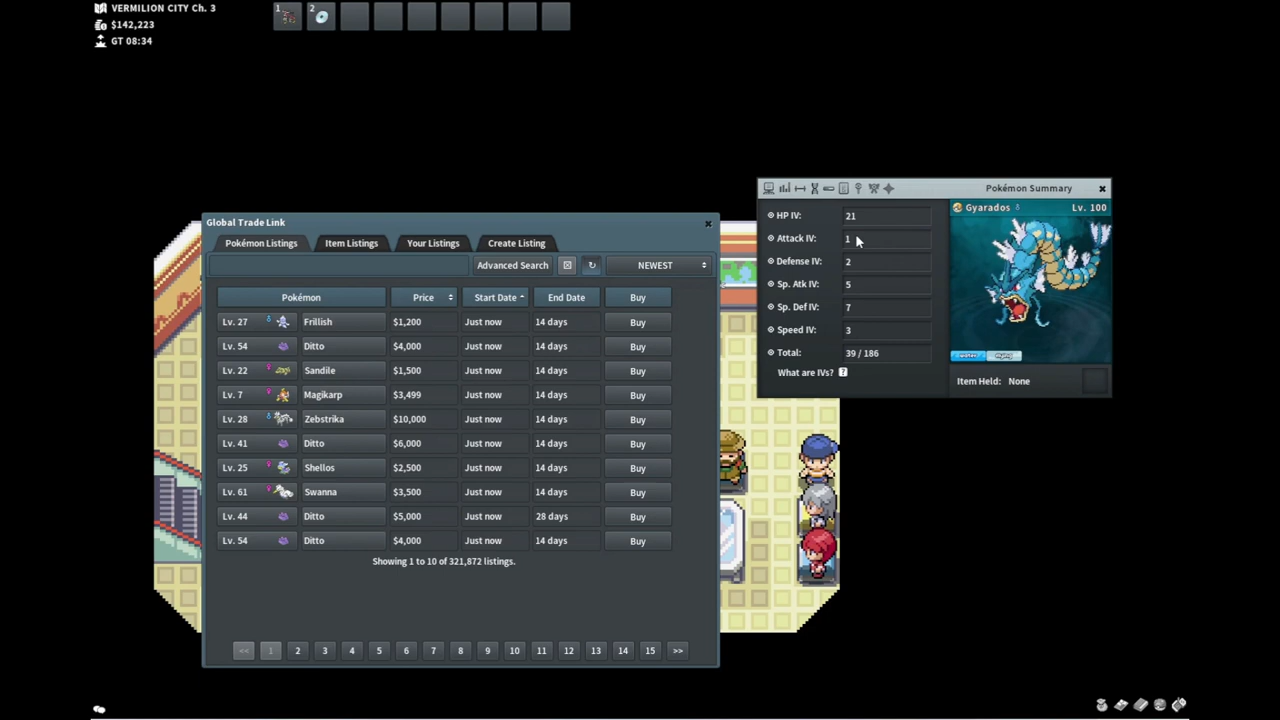 VERMILION CITY Ch. 3
$142,223
GT 08:34
1 2
Pokémon Summary
Gyarados Lv. 100
HP IV: 21
Attack IV: 1
Defense IV: 2
Sp. Atk IV: 5
Sp. Def IV: 7
Speed IV: 3
Total: 39 / 186
What are IVs? ?
WATER FLYING
Item Held: None
Global Trade Link
Pokémon Listings Item Listings Your Listings Create Listing
Advanced Search NEWEST
Pokémon Price Start Date End Date Buy
Lv. 27 Frillish $1,200 Just now 14 days Buy
Lv. 54 Ditto $4,000 Just now 14 days Buy
Lv. 22 Sandile $1,500 Just now 14 days Buy
Lv. 7 Magikarp $3,499 Just now 14 days Buy
Lv. 28 Zebstrika $10,000 Just now 14 days Buy
Lv. 41 Ditto $6,000 Just now 14 days Buy
Lv. 25 Shellos $2,500 Just now 14 days Buy
Lv. 61 Swanna $3,500 Just now 14 days Buy
Lv. 44 Ditto $5,000 Just now 28 days Buy
Lv. 54 Ditto $4,000 Just now 14 days Buy
Showing 1 to 10 of 321,872 listings.
<< 1 2 3 4 5 6 7 8 9 10 11 12 13 14 15 >>